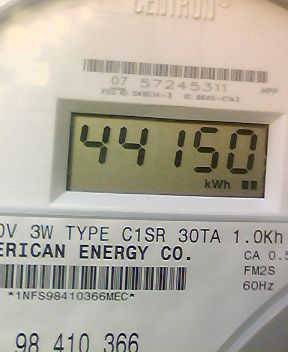 CENTRON®
07 57245311
44150
kWh
0V 3W TYPE C1SR 30TA 1.0Kh
ERICAN ENERGY CO. CA 0.5
FM2S
*1NFS98410366MEC* 60Hz
98 410 366